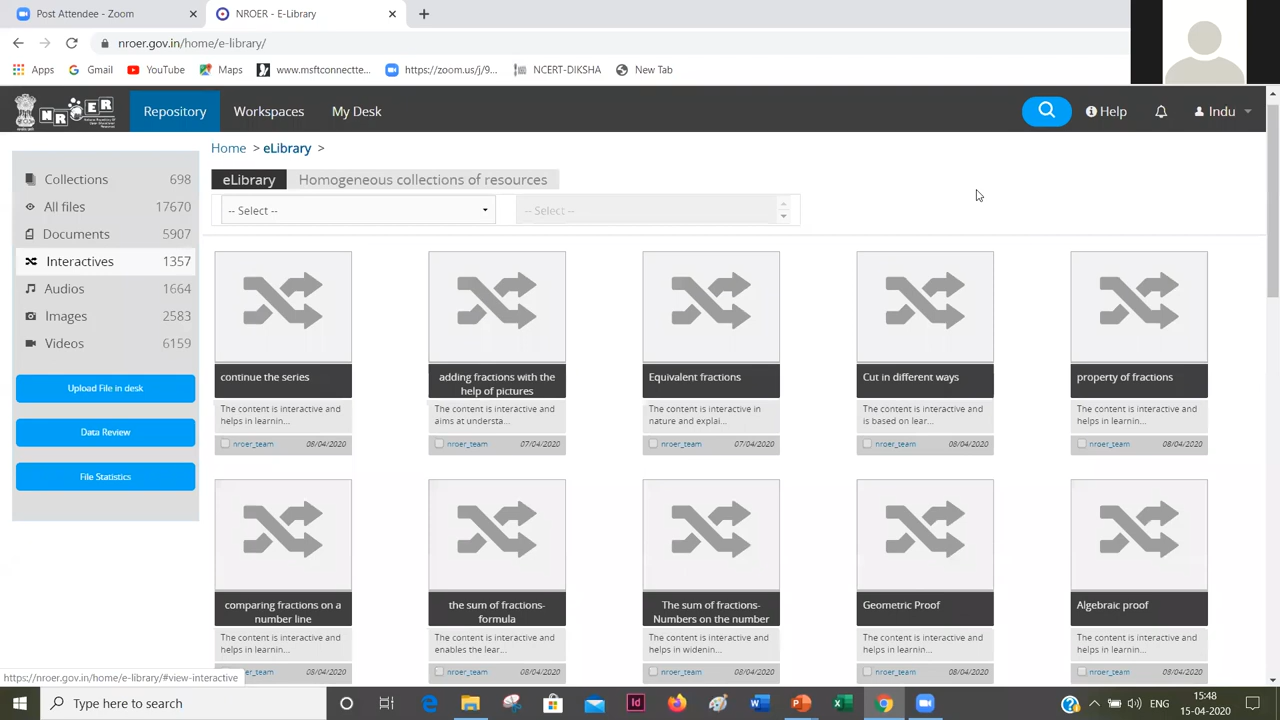 Post Attendee - Zoom
NROER - E-Library
nroer.gov.in/home/e-library/
Apps
Gmail
YouTube
Maps
www.msftconnectte...
https://zoom.us/j/9...
NCERT-DIKSHA
New Tab
NROER
Repository
Workspaces
My Desk
Help
Indu
Home > eLibrary >
eLibrary
Homogeneous collections of resources
-- Select --
-- Select --
Collections 698
All files 17670
Documents 5907
Interactives 1357
Audios 1664
Images 2583
Videos 6159
Upload File in desk
Data Review
File Statistics
continue the series
The content is interactive and
helps in learnin...
nroer_team 08/04/2020
adding fractions with the
help of pictures
The content is interactive and
aims at understa...
nroer_team 07/04/2020
Equivalent fractions
The content is interactive in
nature and explai...
nroer_team 07/04/2020
Cut in different ways
The content is interactive and
is based on lear...
nroer_team 08/04/2020
property of fractions
The content is interactive and
helps in learnin...
nroer_team 08/04/2020
comparing fractions on a
number line
The content is interactive and
helps in learnin...
nroer_team 08/04/2020
the sum of fractions-
formula
The content is interactive and
enables the lear...
nroer_team 08/04/2020
The sum of fractions-
Numbers on the number
The content is interactive and
helps in widenin...
nroer_team 08/04/2020
Geometric Proof
The content is interactive and
helps in learnin...
nroer_team 08/04/2020
Algebraic proof
The content is interactive and
helps in learnin...
nroer_team 08/04/2020
https://nroer.gov.in/home/e-library/#view-interactive
Type here to search
ENG
15:48
15-04-2020